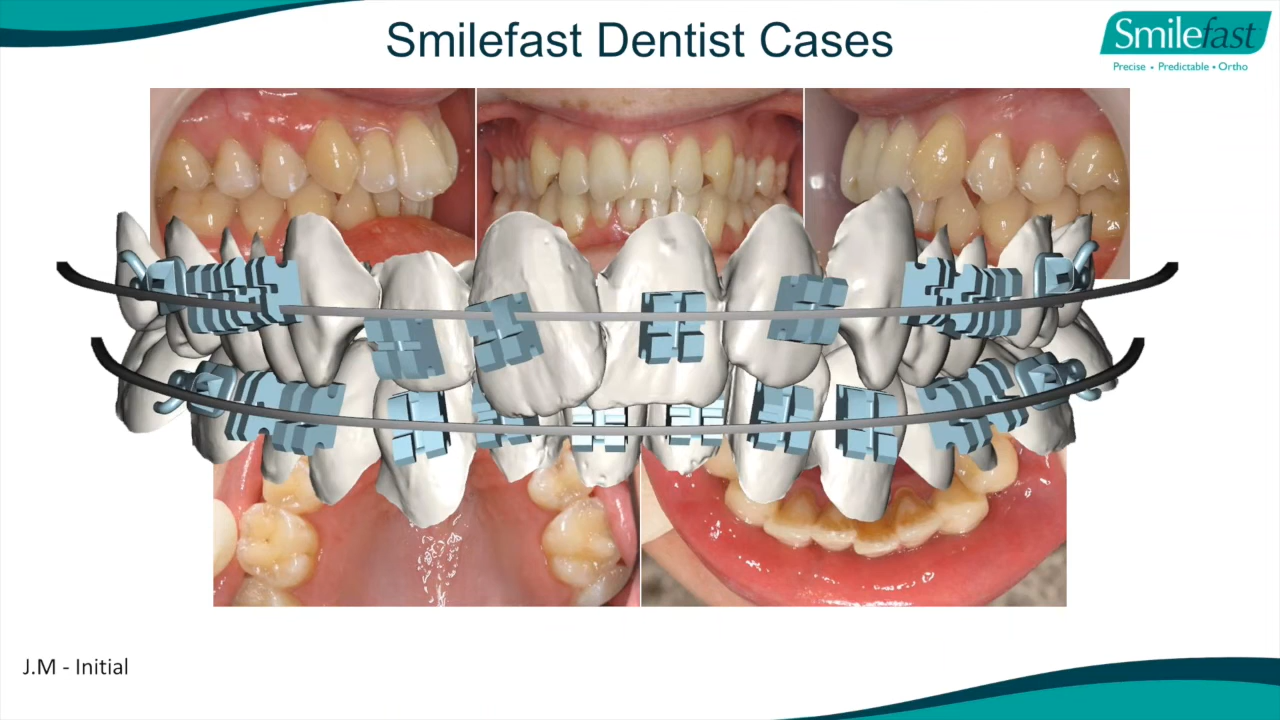 Smilefast Dentist Cases
Smilefast
Precise • Predictable • Ortho
J.M - Initial